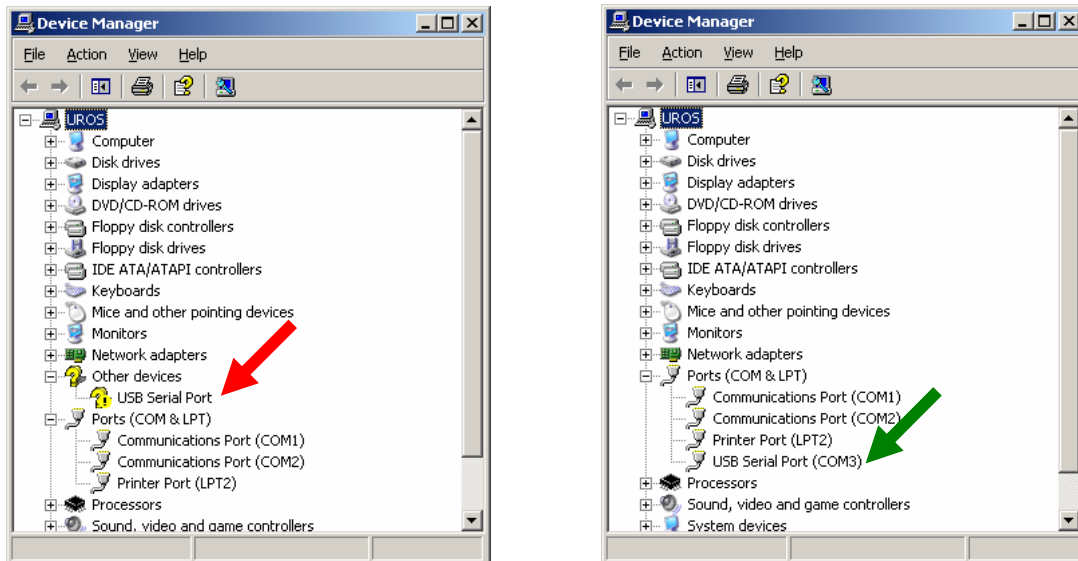 Device Manager
File Action View Help
UROS
Computer
Disk drives
Display adapters
DVD/CD-ROM drives
Floppy disk controllers
Floppy disk drives
IDE ATA/ATAPI controllers
Keyboards
Mice and other pointing devices
Monitors
Network adapters
Other devices
USB Serial Port
Ports (COM & LPT)
Communications Port (COM1)
Communications Port (COM2)
Printer Port (LPT2)
Processors
Sound, video and game controllers
Device Manager
File Action View Help
UROS
Computer
Disk drives
Display adapters
DVD/CD-ROM drives
Floppy disk controllers
Floppy disk drives
IDE ATA/ATAPI controllers
Keyboards
Mice and other pointing devices
Monitors
Network adapters
Ports (COM & LPT)
Communications Port (COM1)
Communications Port (COM2)
Printer Port (LPT2)
USB Serial Port (COM3)
Processors
Sound, video and game controllers
System devices